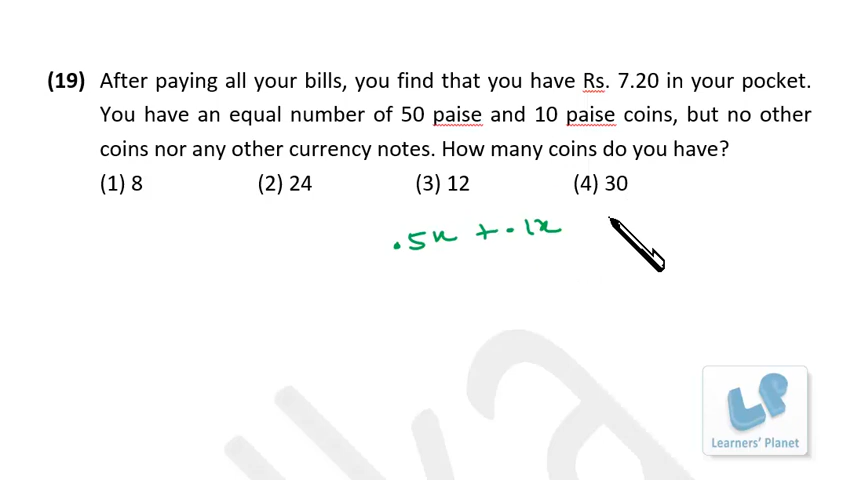 (19) After paying all your bills, you find that you have Rs. 7.20 in your pocket.
You have an equal number of 50 paise and 10 paise coins, but no other
coins nor any other currency notes. How many coins do you have?
(1) 8 (2) 24 (3) 12 (4) 30
.5x + .1x
LP
Learners' Planet